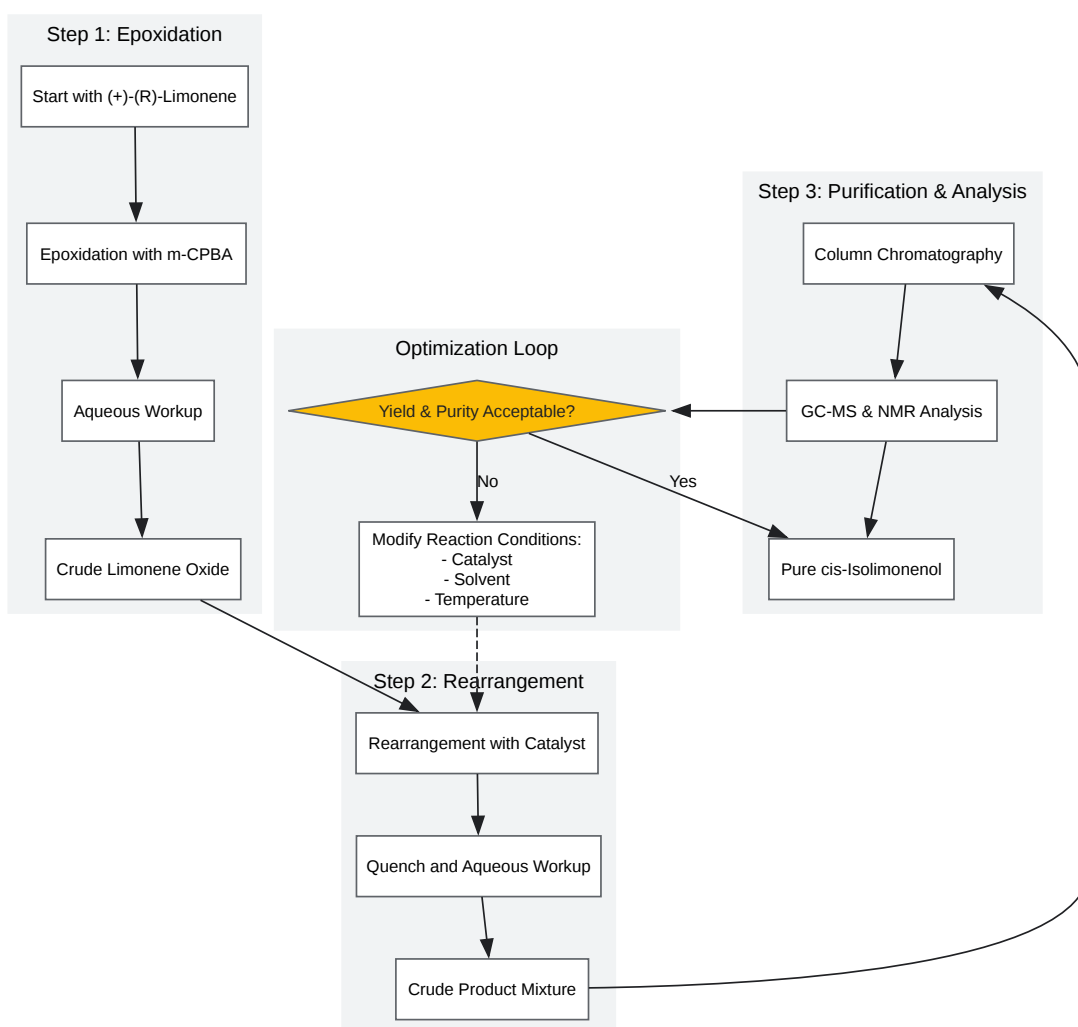 Step 1: Epoxidation
Start with (+)-(R)-Limonene
Epoxidation with m-CPBA
Aqueous Workup
Crude Limonene Oxide
Optimization Loop
Yield & Purity Acceptable?
No
Yes
Modify Reaction Conditions:
- Catalyst
- Solvent
- Temperature
Step 2: Rearrangement
Rearrangement with Catalyst
Quench and Aqueous Workup
Crude Product Mixture
Step 3: Purification & Analysis
Column Chromatography
GC-MS & NMR Analysis
Pure cis-Isolimonenol